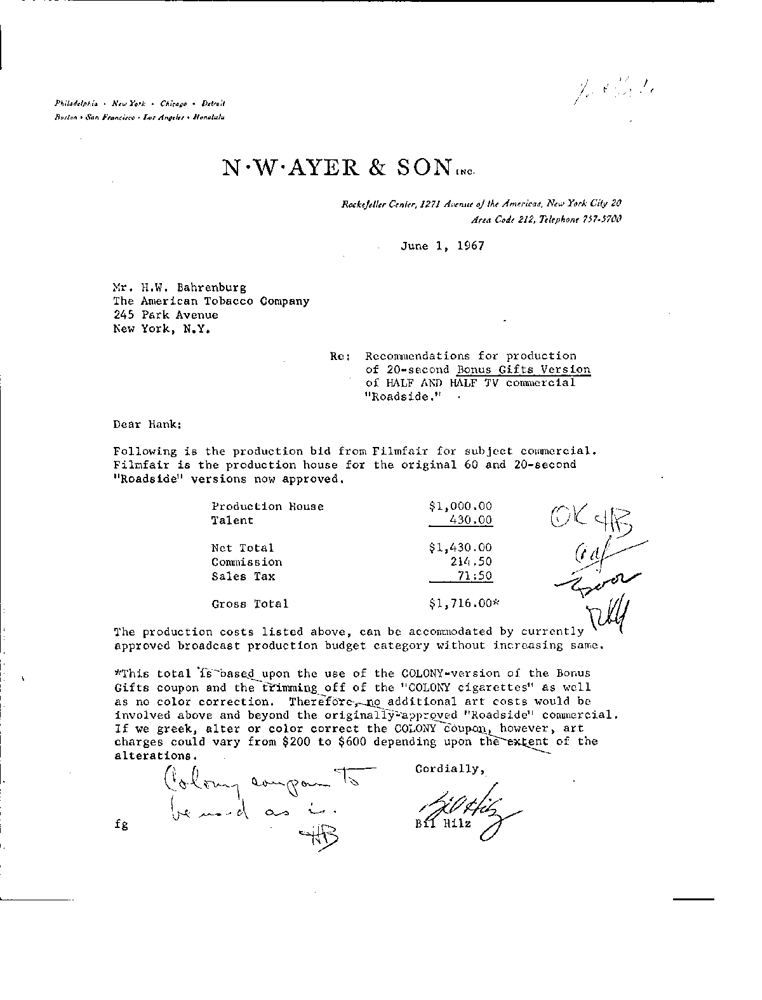 Philadelphia • New York • Chicago • Detroit
Boston • San Francisco • Los Angeles • Honolulu
N•W•AYER & SON INC.
Rockefeller Center, 1271 Avenue of the Americas, New York City 20
Area Code 212, Telephone 757-5700
June 1, 1967
Mr. H.W. Bahrenburg
The American Tobacco Company
245 Park Avenue
New York, N.Y.
Re: Recommendations for production
of 20-second Bonus Gifts Version
of HALF AND HALF TV commercial
"Roadside."
Dear Hank:
Following is the production bid from Filmfair for subject commercial.
Filmfair is the production house for the original 60 and 20-second
"Roadside" versions now approved.
Production House $1,000.00
Talent 430.00
Net Total $1,430.00
Commission 214.50
Sales Tax 71:50
Gross Total $1,716.00*
OK HB
The production costs listed above, can be accommodated by currently
approved broadcast production budget category without increasing same.
*This total is based upon the use of the COLONY-version of the Bonus
Gifts coupon and the trimming off of the "COLONY cigarettes" as well
as no color correction. Therefore, no additional art costs would be
involved above and beyond the originally-approved "Roadside" commercial.
If we greek, alter or color correct the COLONY coupon, however, art
charges could vary from $200 to $600 depending upon the extent of the
alterations.
Colony coupon to
be used as is.
HB
Cordially,
Bill Hilz
Bil Hilz
fg